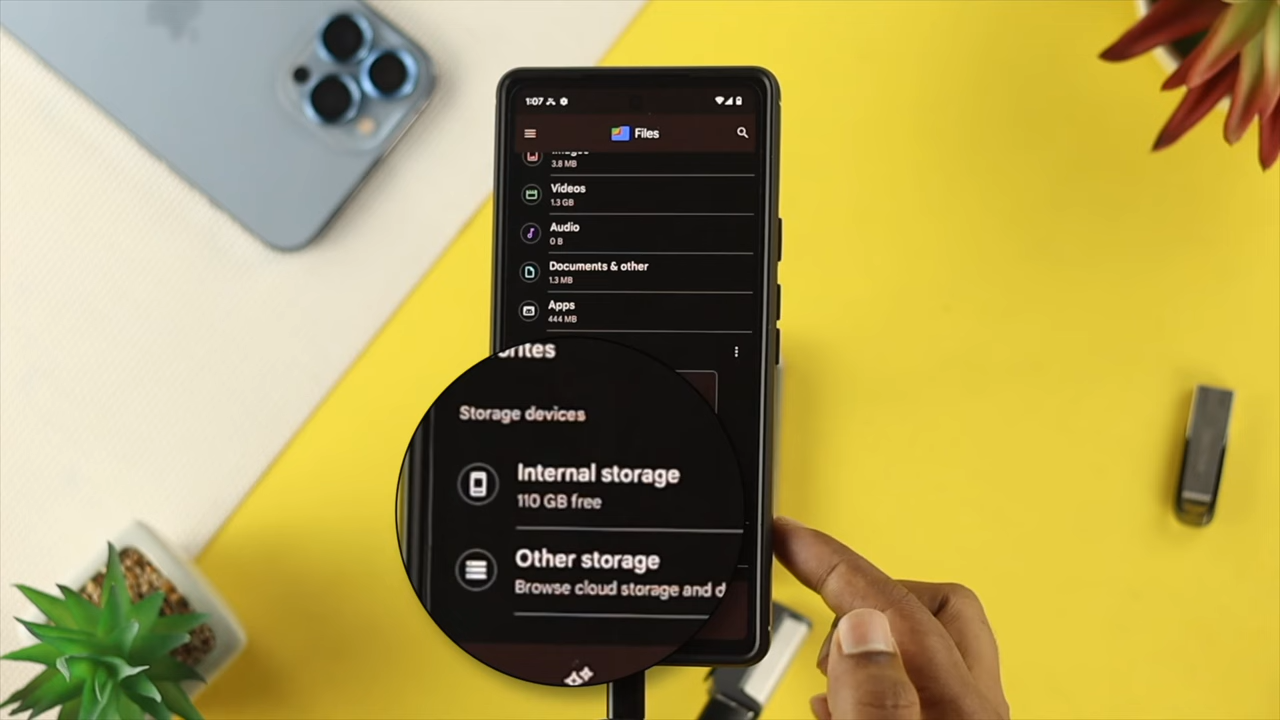 1:07
Files
Images
3.8 MB
Videos
1.3 GB
Audio
0 B
Documents & other
1.3 MB
Apps
444 MB
orites
Storage devices
Internal storage
110 GB free
Other storage
Browse cloud storage and d